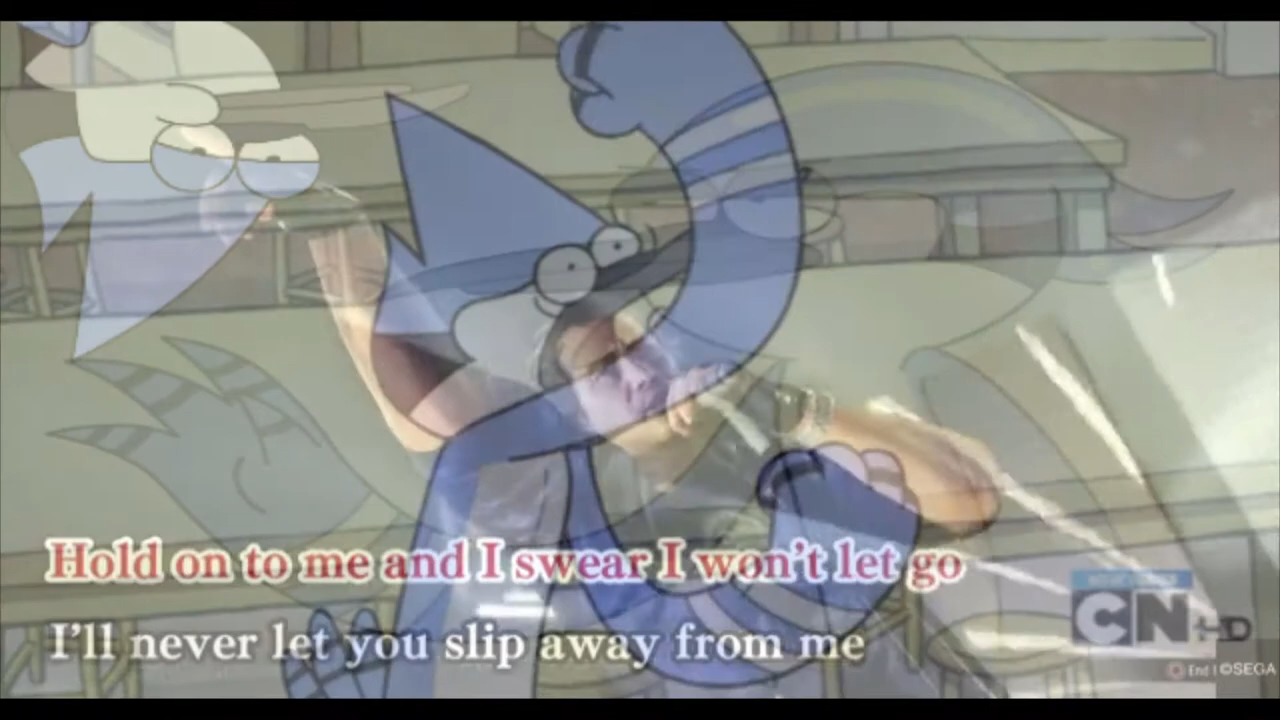 Hold on to me and I swear I won't let go
I'll never let you slip away from me
CN HD
End I ©SEGA